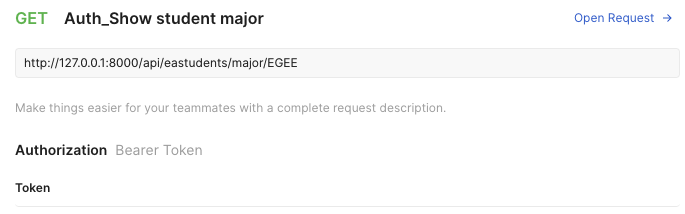 GET Auth_Show student major Open Request →
http://127.0.0.1:8000/api/eastudents/major/EGEE
Make things easier for your teammates with a complete request description.
Authorization Bearer Token
Token